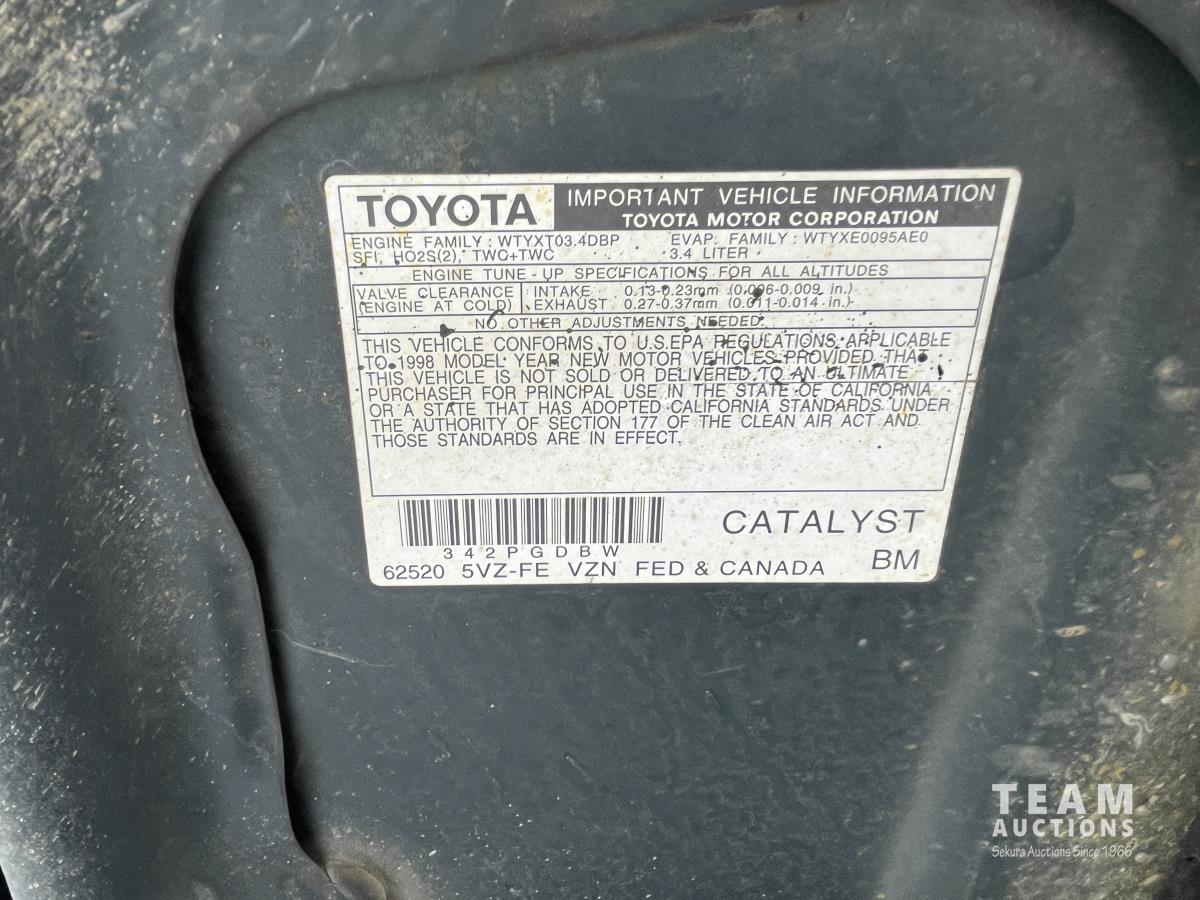 TOYOTA IMPORTANT VEHICLE INFORMATION
TOYOTA MOTOR CORPORATION
ENGINE FAMILY : WTYXT03.4DBP EVAP. FAMILY : WTYXE0095AE0
SFI, HO2S(2), TWC+TWC 3.4 LITER
ENGINE TUNE - UP SPECIFICATIONS FOR ALL ALTITUDES
VALVE CLEARANCE INTAKE 0.13-0.23mm (0.006-0.009 in.)
(ENGINE AT COLD) EXHAUST 0.27-0.37mm (0.011-0.014 in.)
NO OTHER ADJUSTMENTS NEEDED.
THIS VEHICLE CONFORMS TO U.S.EPA REGULATIONS APPLICABLE
TO 1998 MODEL YEAR NEW MOTOR VEHICLES PROVIDED THAT
THIS VEHICLE IS NOT SOLD OR DELIVERED TO AN ULTIMATE
PURCHASER FOR PRINCIPAL USE IN THE STATE OF CALIFORNIA
OR A STATE THAT HAS ADOPTED CALIFORNIA STANDARDS UNDER
THE AUTHORITY OF SECTION 177 OF THE CLEAN AIR ACT AND
THOSE STANDARDS ARE IN EFFECT.
CATALYST
342PGDBW
62520 5VZ-FE VZN FED & CANADA BM
TEAM
AUCTIONS
Sekura Auctions Since 1966